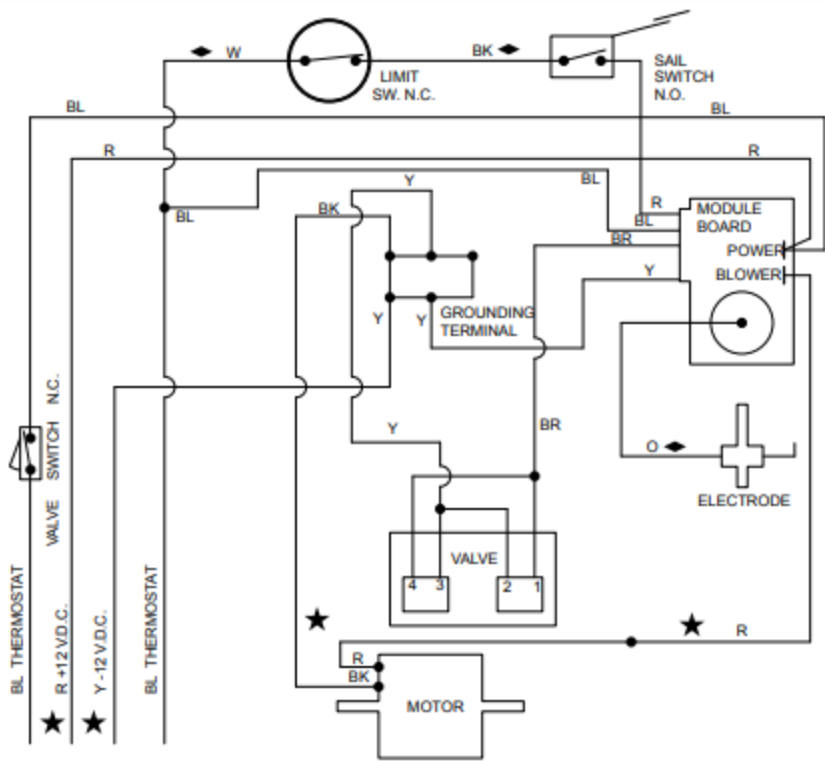 W
LIMIT
SW. N.C.
BK
SAIL
SWITCH
N.O.
BL
BL
R
R
Y
BL
BK
BL
R
BL
BR
Y
MODULE
BOARD
POWER
BLOWER
Y
Y
GROUNDING
TERMINAL
VALVE SWITCH N.C.
Y
BR
O
ELECTRODE
VALVE
4
3
2
1
BL THERMOSTAT
R +12 V.D.C.
Y -12 V.D.C.
BL THERMOSTAT
R
R
BK
MOTOR